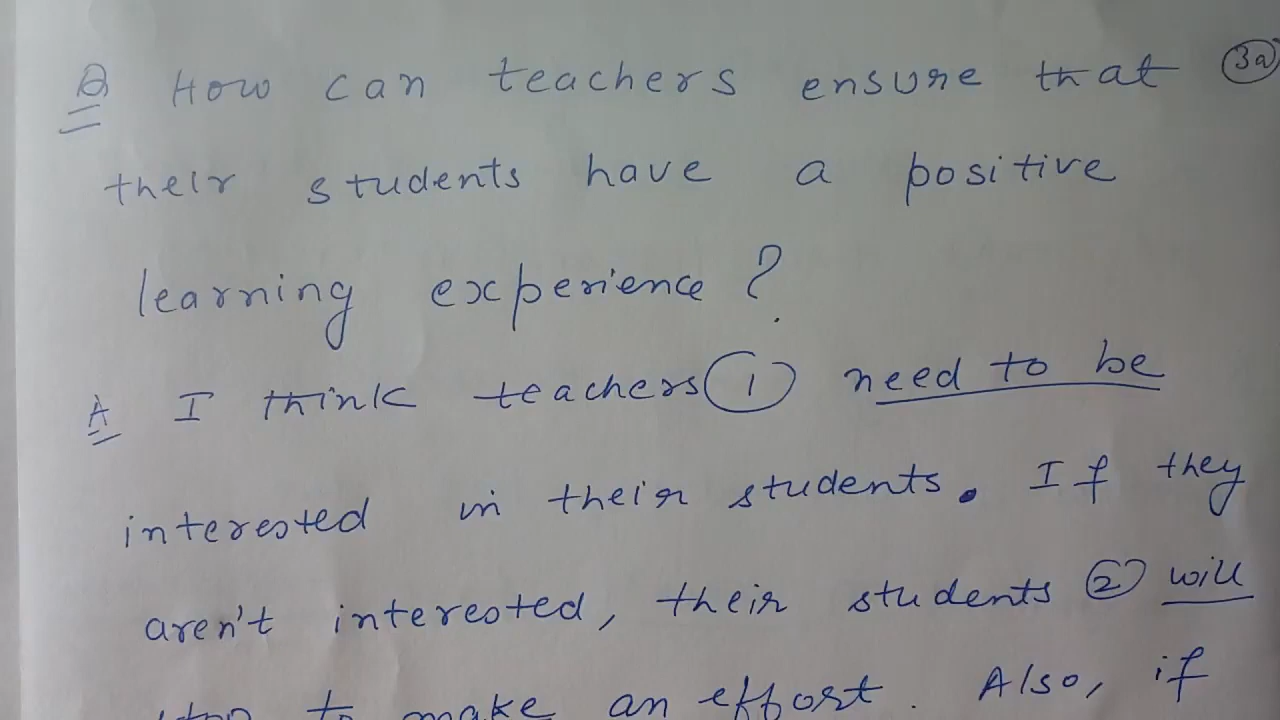 Q How can teachers ensure that 3a
their students have a positive
learning experience?
A I think teachers 1 need to be
interested in their students. If they
aren't interested, their students 2 will
to make an effort. Also, if